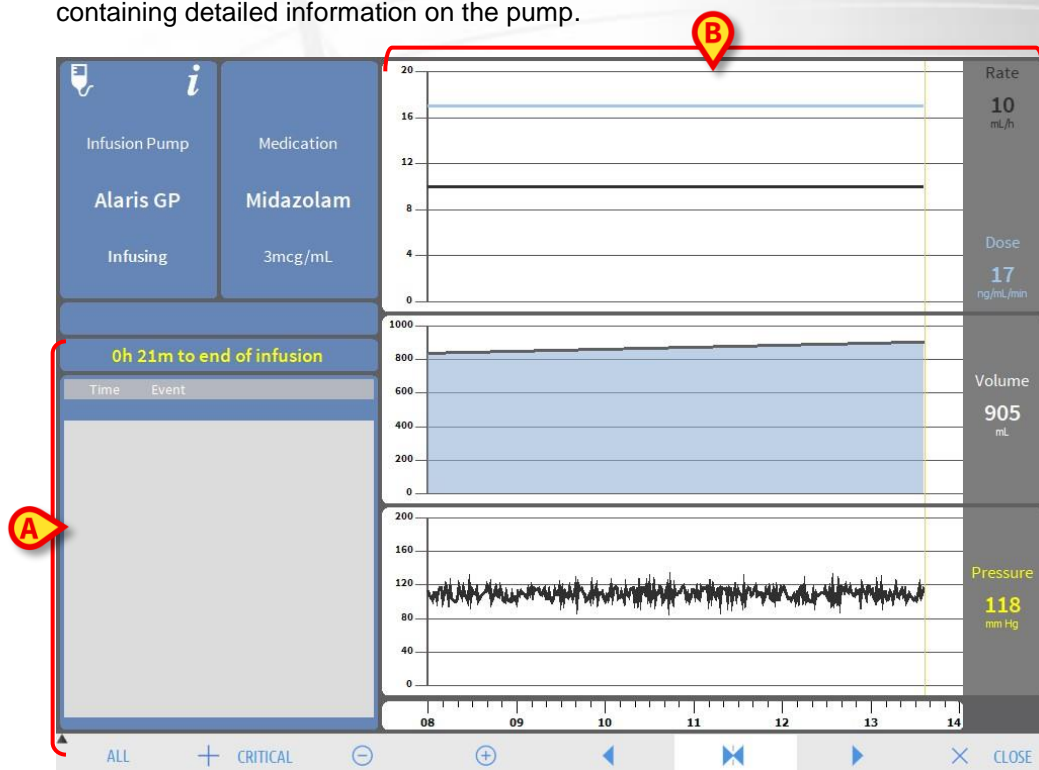 containing detailed information on the pump.
B
i
Infusion Pump
Alaris GP
Infusing
Medication
Midazolam
3mcg/mL
0h 21m to end of infusion
Time Event
A
20
16
12
8
4
0
Rate
10
mL/h
Dose
17
ng/mL/min
1000
800
600
400
200
0
Volume
905
mL
200
160
120
80
40
0
Pressure
118
mm Hg
08 09 10 11 12 13 14
ALL + CRITICAL CLOSE